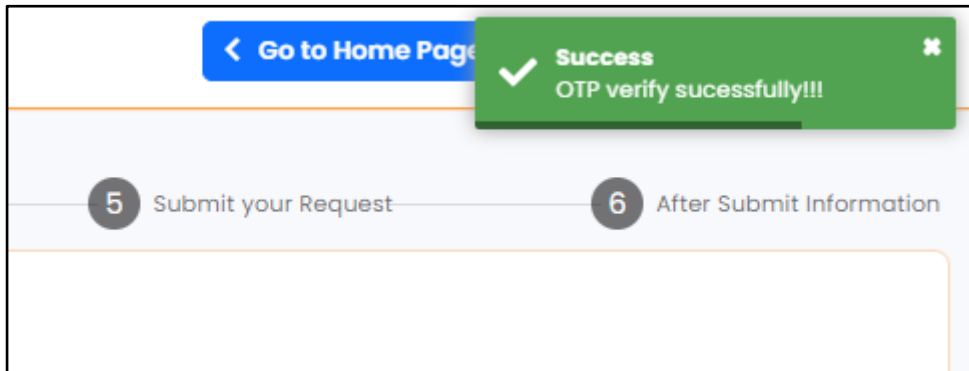 Go to Home Page
Success
OTP verify sucessfully!!!
5 Submit your Request
6 After Submit Information